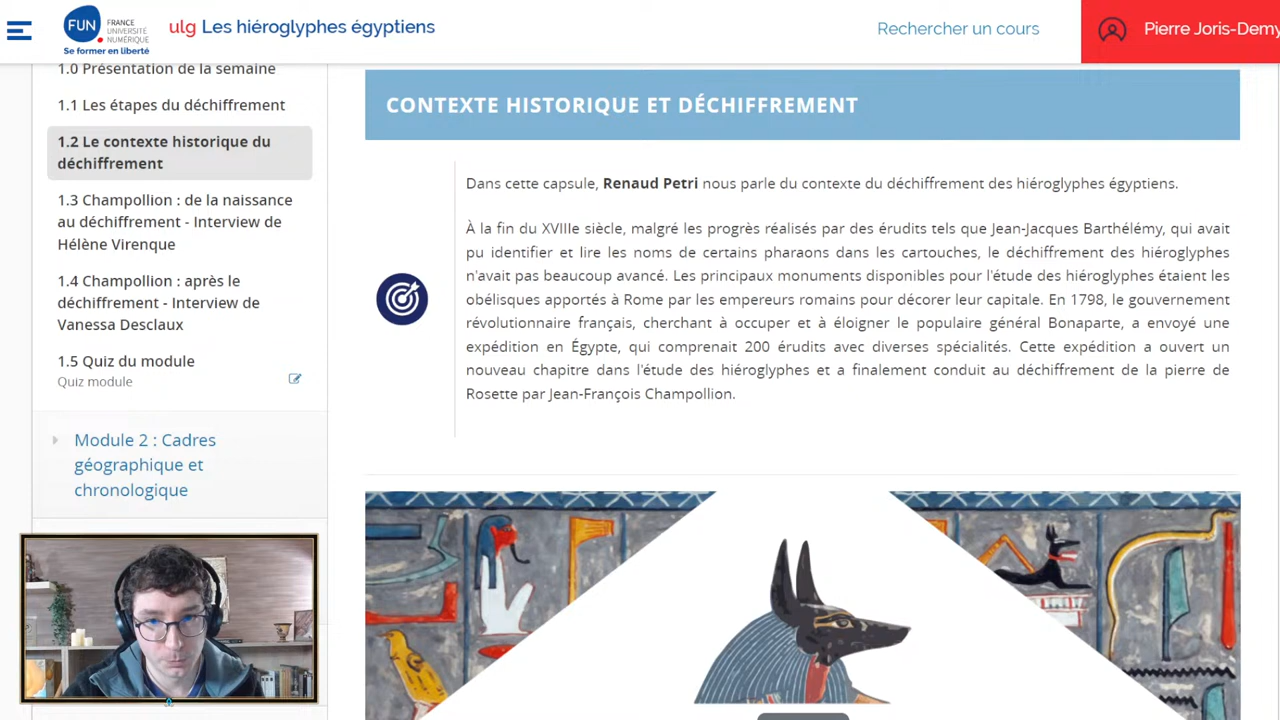 FUN
FRANCE
UNIVERSITÉ
NUMÉRIQUE
Se former en liberté
ulg Les hiéroglyphes égyptiens
Rechercher un cours
Pierre Joris-Demy
1.0 Présentation de la semaine
1.1 Les étapes du déchiffrement
1.2 Le contexte historique du
déchiffrement
1.3 Champollion : de la naissance
au déchiffrement - Interview de
Hélène Virenque
1.4 Champollion : après le
déchiffrement - Interview de
Vanessa Desclaux
1.5 Quiz du module
Quiz module
Module 2 : Cadres
géographique et
chronologique
CONTEXTE HISTORIQUE ET DÉCHIFFREMENT
Dans cette capsule, Renaud Petri nous parle du contexte du déchiffrement des hiéroglyphes égyptiens.
À la fin du XVIIIe siècle, malgré les progrès réalisés par des érudits tels que Jean-Jacques Barthélémy, qui avait
pu identifier et lire les noms de certains pharaons dans les cartouches, le déchiffrement des hiéroglyphes
n'avait pas beaucoup avancé. Les principaux monuments disponibles pour l'étude des hiéroglyphes étaient les
obélisques apportés à Rome par les empereurs romains pour décorer leur capitale. En 1798, le gouvernement
révolutionnaire français, cherchant à occuper et à éloigner le populaire général Bonaparte, a envoyé une
expédition en Égypte, qui comprenait 200 érudits avec diverses spécialités. Cette expédition a ouvert un
nouveau chapitre dans l'étude des hiéroglyphes et a finalement conduit au déchiffrement de la pierre de
Rosette par Jean-François Champollion.